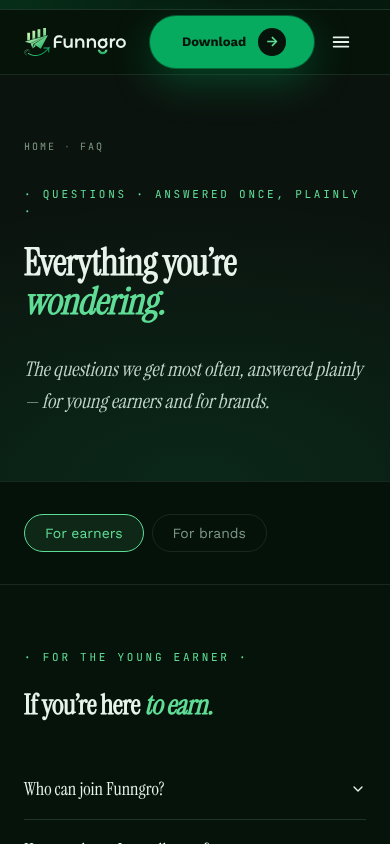 Funngro
Download
HOME · FAQ
· QUESTIONS · ANSWERED ONCE, PLAINLY
·
Everything you're
wondering.
The questions we get most often, answered plainly
— for young earners and for brands.
For earners
For brands
· FOR THE YOUNG EARNER ·
If you're here to earn.
Who can join Funngro?